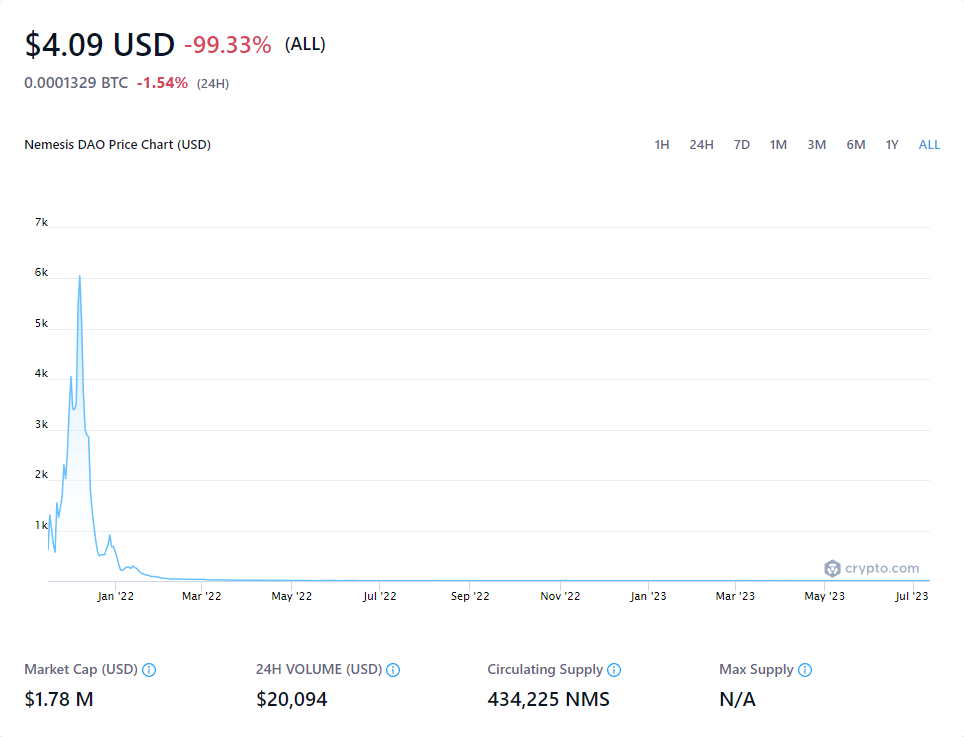 $4.09 USD -99.33% (ALL)
0.0001329 BTC -1.54% (24H)
Nemesis DAO Price Chart (USD) 1H 24H 7D 1M 3M 6M 1Y ALL
7k
6k
5k
4k
3k
2k
1k
crypto.com
Jan '22 Mar '22 May '22 Jul '22 Sep '22 Nov '22 Jan '23 Mar '23 May '23 Jul '23
Market Cap (USD) 24H VOLUME (USD) Circulating Supply Max Supply
$1.78 M $20,094 434,225 NMS N/A